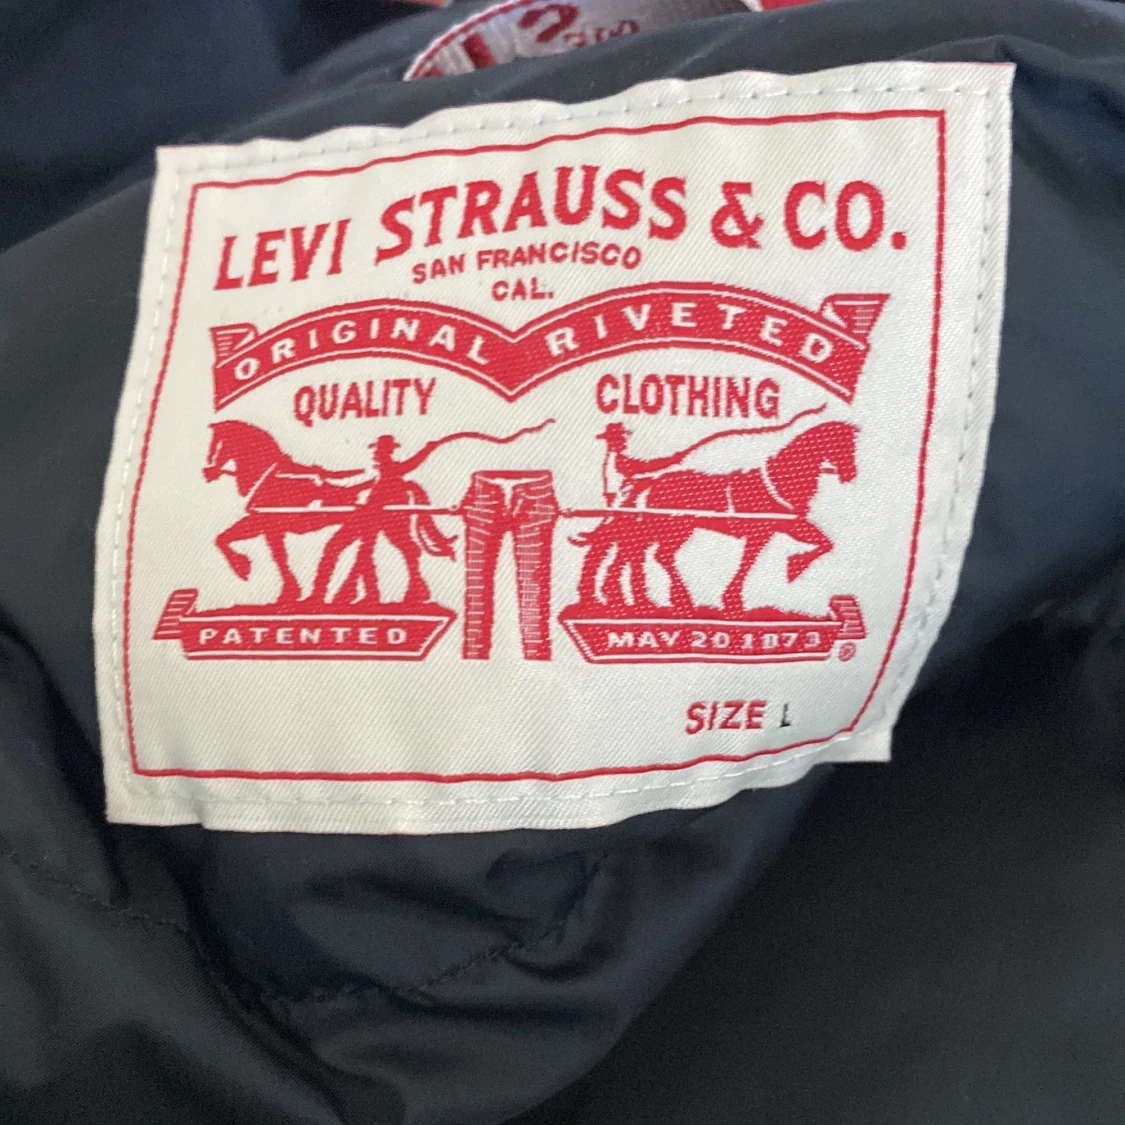 LEVI STRAUSS & CO.
SAN FRANCISCO
CAL.
ORIGINAL RIVETED
QUALITY CLOTHING
PATENTED MAY 20 1873
®
SIZE L